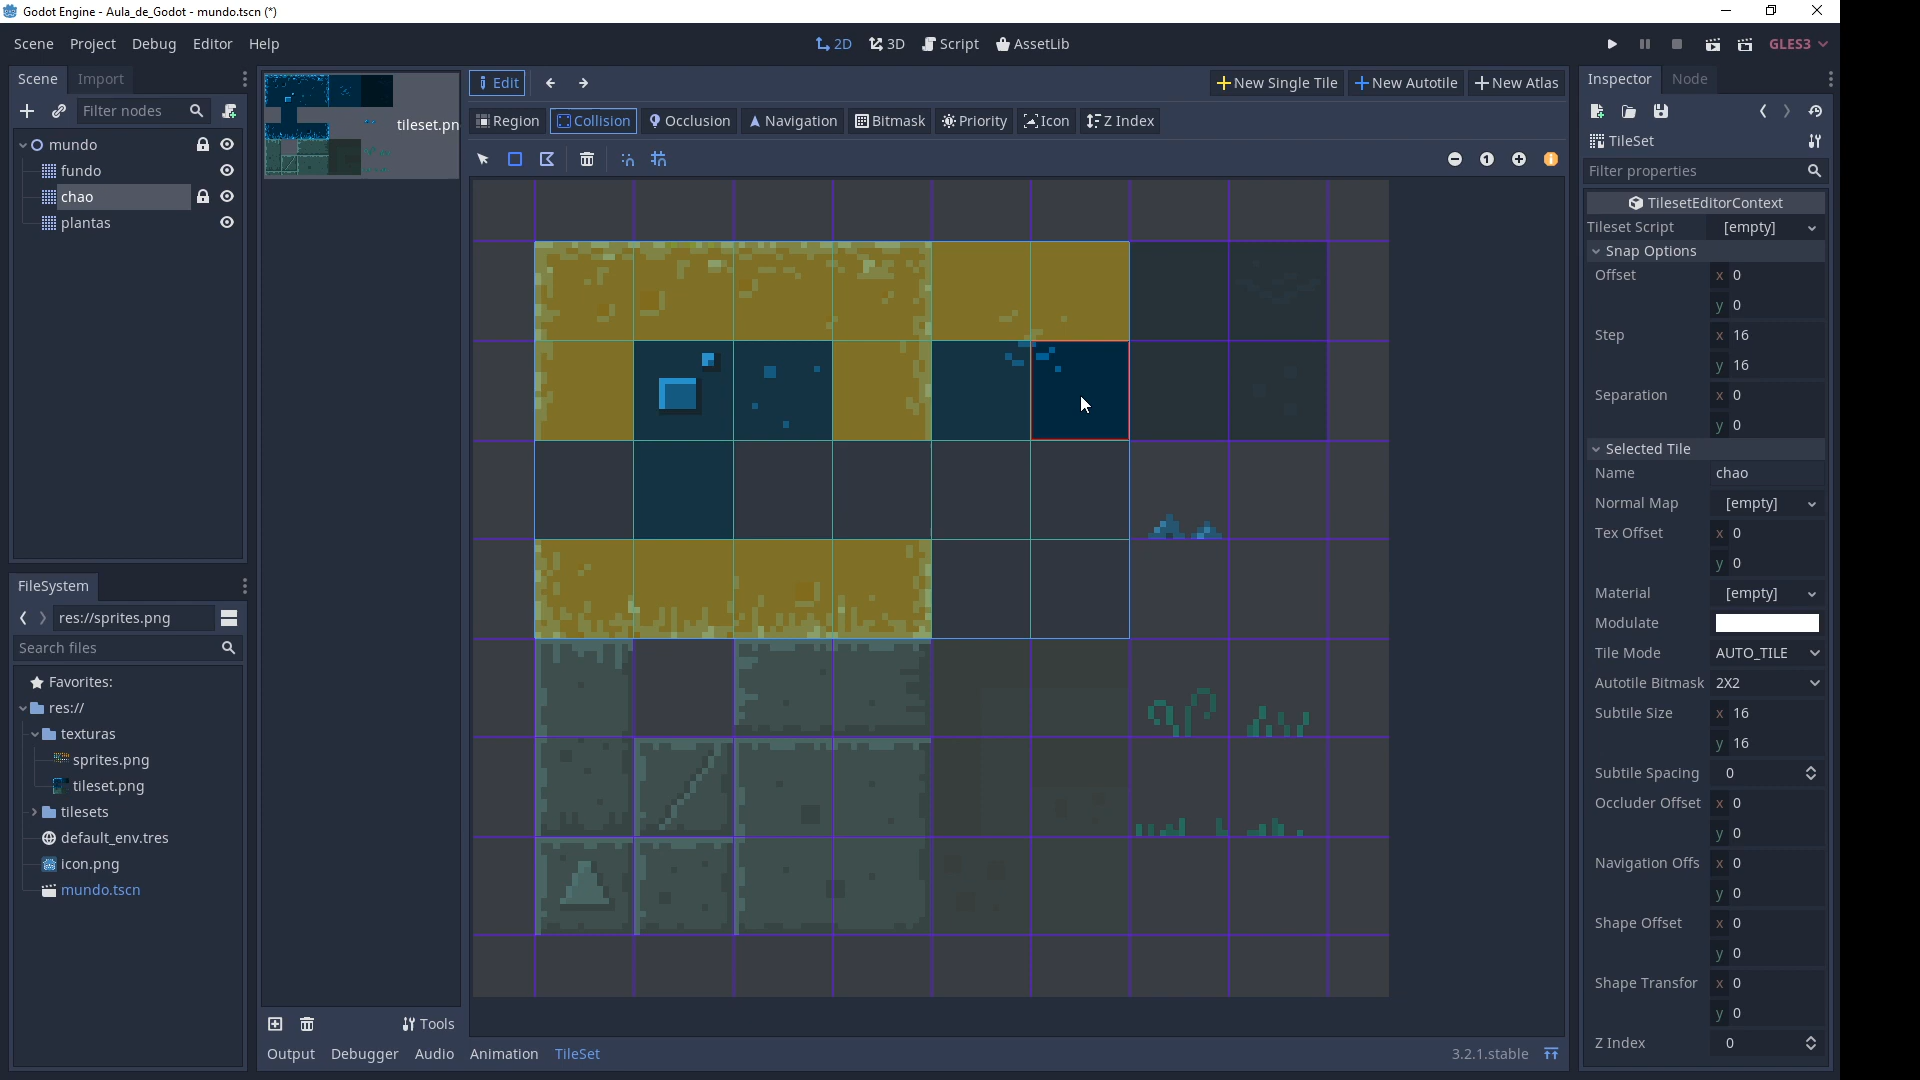 Godot Engine - Aula_de_Godot - mundo.tscn (*)
Scene Project Debug Editor Help
2D 3D Script AssetLib
GLES3
Scene Import
Filter nodes
mundo
fundo
chao
plantas
FileSystem
res://sprites.png
Search files
Favorites:
res://
texturas
sprites.png
tileset.png
tilesets
default_env.tres
icon.png
mundo.tscn
tileset.pn
Tools
Edit
New Single Tile New Autotile New Atlas
Region Collision Occlusion Navigation Bitmask Priority Icon Z Index
1
Output Debugger Audio Animation TileSet
3.2.1.stable
Inspector Node
TileSet
Filter properties
TilesetEditorContext
Tileset Script [empty]
Snap Options
Offset x 0
y 0
Step x 16
y 16
Separation x 0
y 0
Selected Tile
Name chao
Normal Map [empty]
Tex Offset x 0
y 0
Material [empty]
Modulate
Tile Mode AUTO_TILE
Autotile Bitmask 2X2
Subtile Size x 16
y 16
Subtile Spacing 0
Occluder Offset x 0
y 0
Navigation Offs x 0
y 0
Shape Offset x 0
y 0
Shape Transfor x 0
y 0
Z Index 0